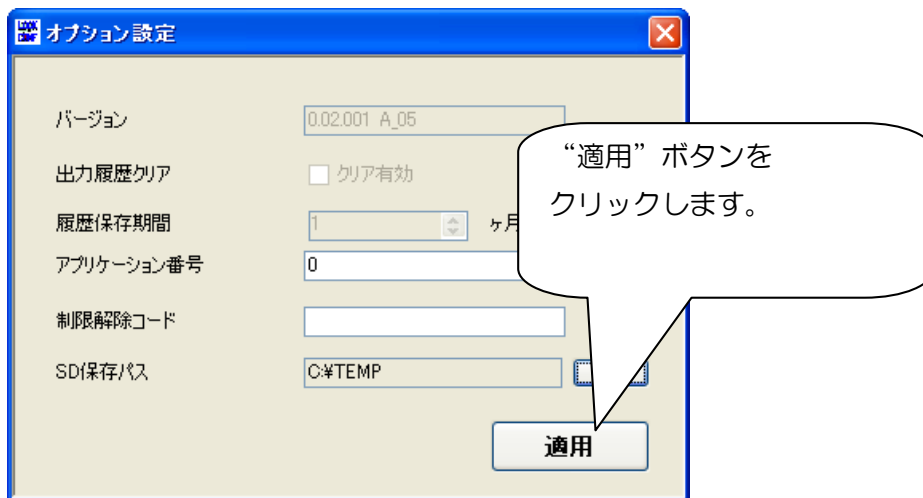 オプション設定
バージョン 0.02.001 A_05
出力履歴クリア クリア有効
履歴保存期間 1 ヶ月
アプリケーション番号 0
制限解除コード
SD保存パス C:¥TEMP
適用
“適用”ボタンを
クリックします。